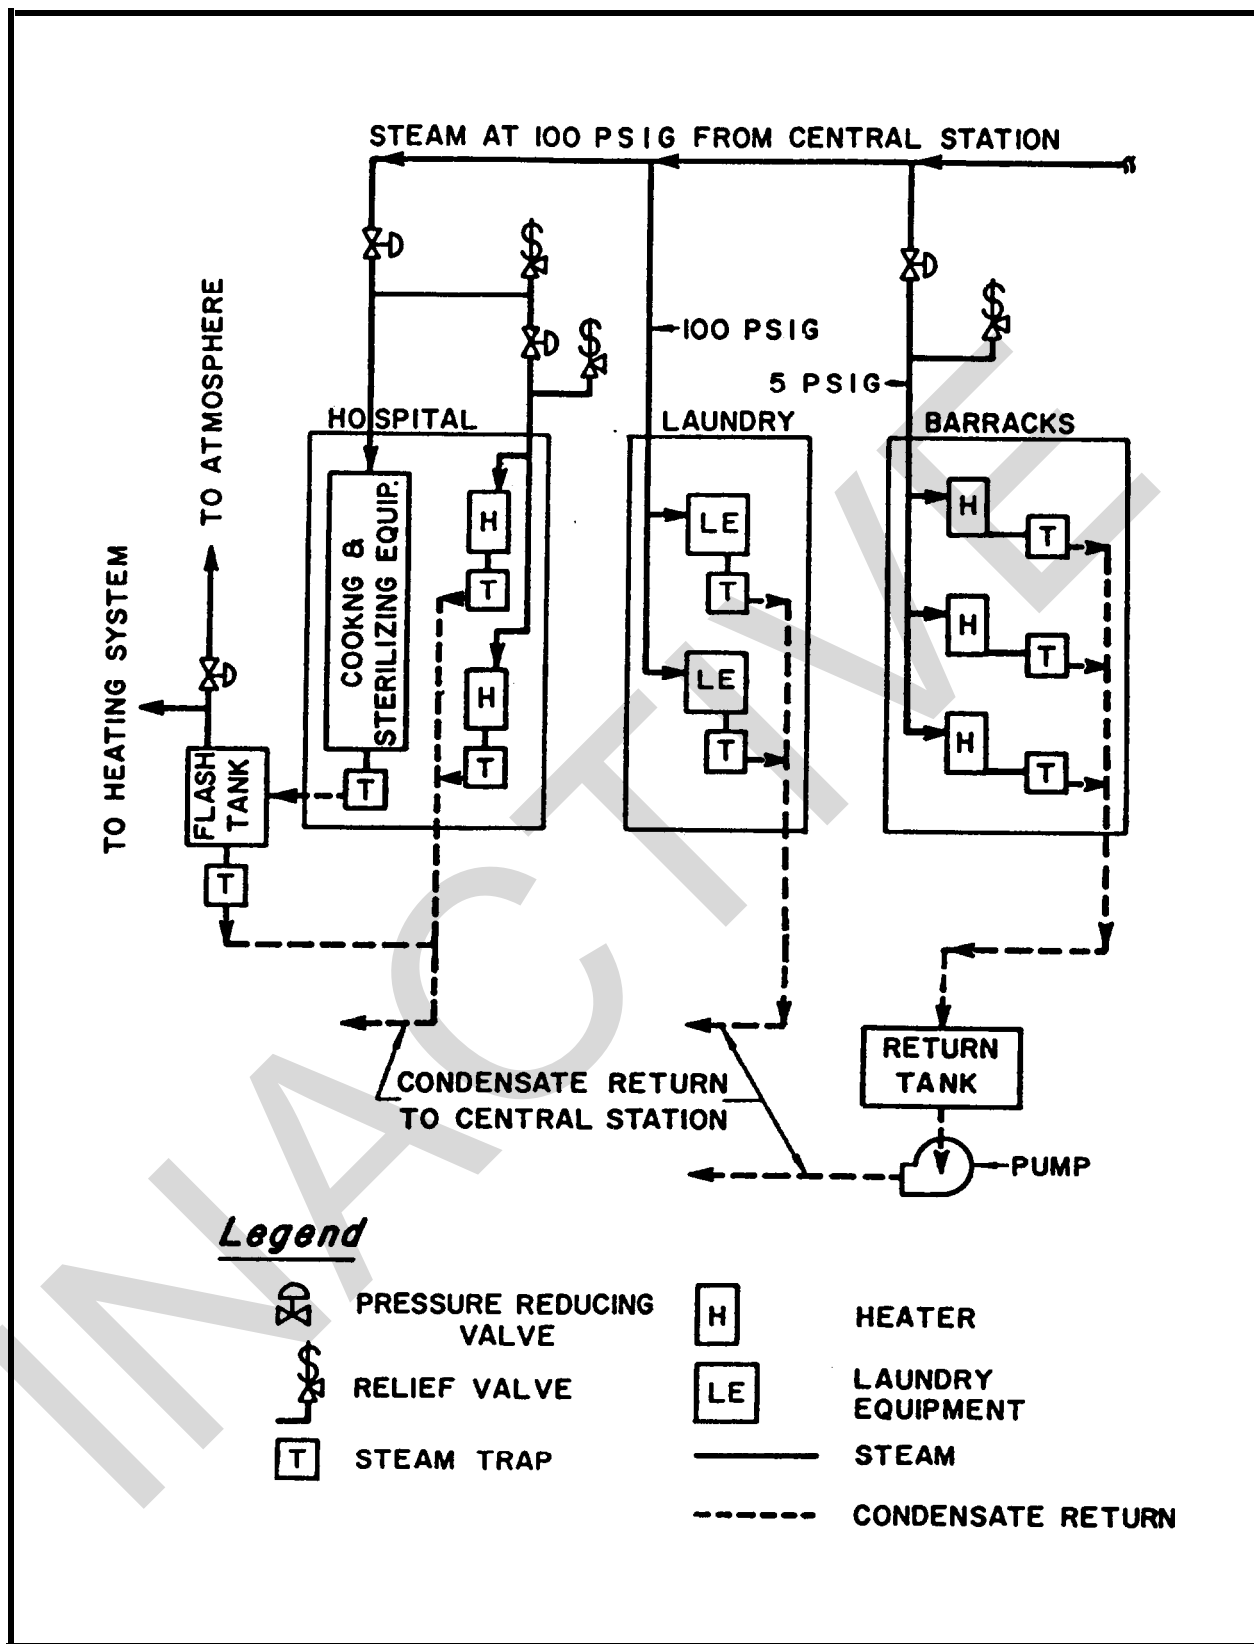 STEAM AT 100 PSIG FROM CENTRAL STATION
100 PSIG
5 PSIG
TO ATMOSPHERE
TO HEATING SYSTEM
HOSPITAL
LAUNDRY
BARRACKS
COOKNG &
STERILIZING EQUIP.
H
T
H
T
T
LE
T
LE
T
H
T
H
T
H
T
FLASH
TANK
T
RETURN
TANK
CONDENSATE RETURN
TO CENTRAL STATION
PUMP
Legend
PRESSURE REDUCING
VALVE
RELIEF VALVE
T
STEAM TRAP
H
HEATER
LE
LAUNDRY
EQUIPMENT
STEAM
CONDENSATE RETURN
INACTIVE